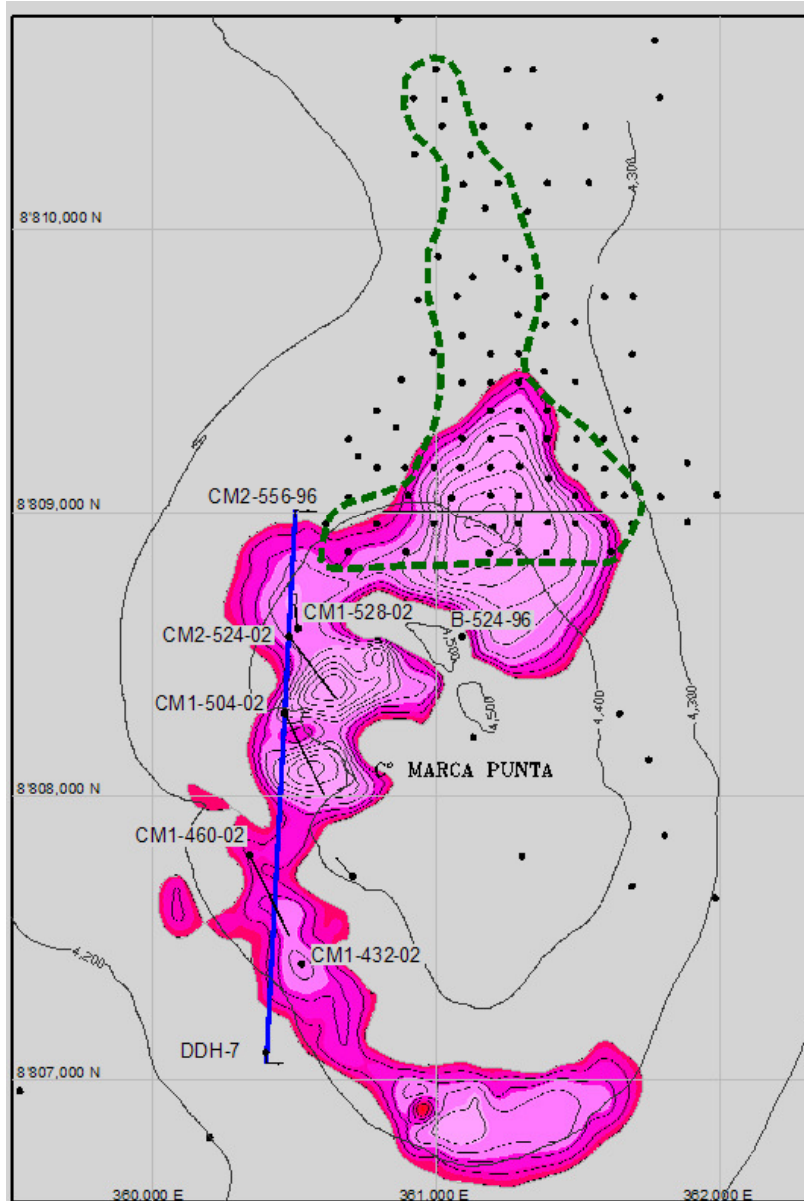 4,300
8'810,000 N
8'809,000 N
CM2-556-96
CM1-528-02
B-524-96
CM2-524-02
4,500
CM1-504-02
4,500
4,400
4,300
C° MARCA PUNTA
8'808,000 N
CM1-460-02
4,200
CM1-432-02
DDH-7
8'807,000 N
360,000 E
361,000 E
362,000 E